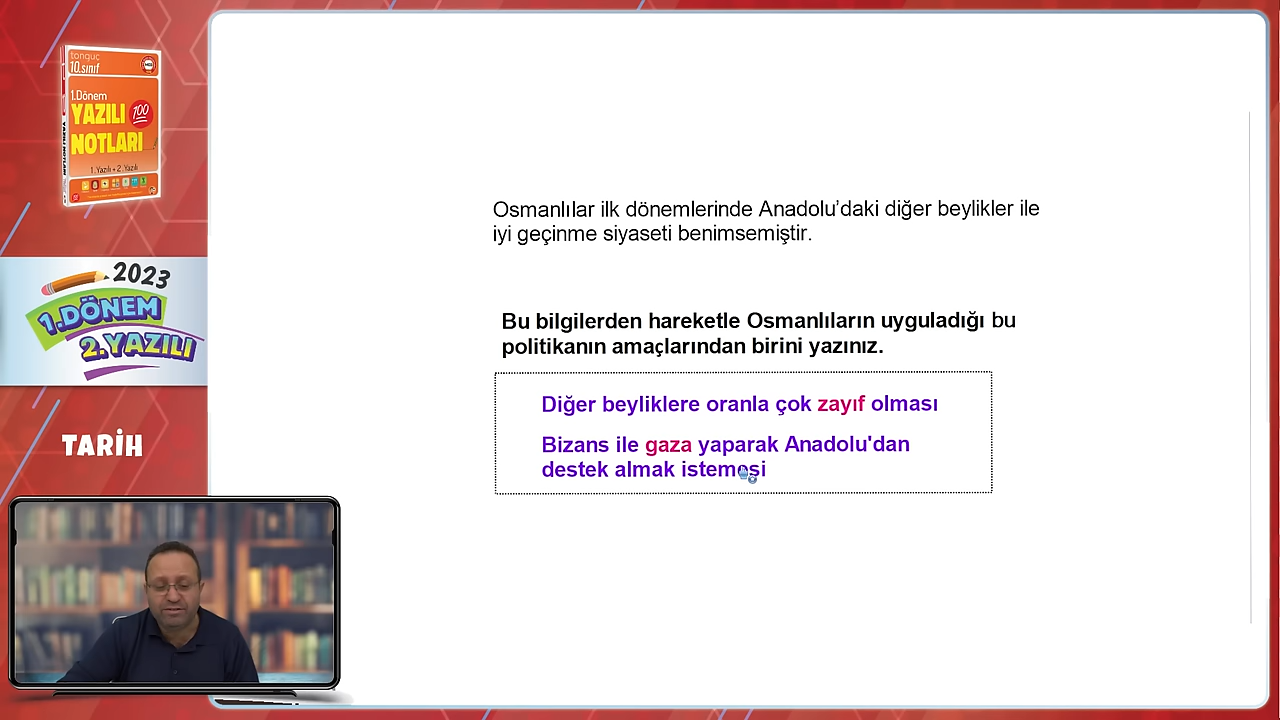 tonguç
10.sınıf
1.Dönem
YAZILI
100
NOTLARI
1.Yazılı + 2.Yazılı
YAZILI NOTLARI
2023
1.DÖNEM
2.YAZILI
TARİH
Osmanlılar ilk dönemlerinde Anadolu’daki diğer beylikler ile
iyi geçinme siyaseti benimsemiştir.
Bu bilgilerden hareketle Osmanlıların uyguladığı bu
politikanın amaçlarından birini yazınız.
Diğer beyliklere oranla çok zayıf olması
Bizans ile gaza yaparak Anadolu'dan
destek almak istemesi